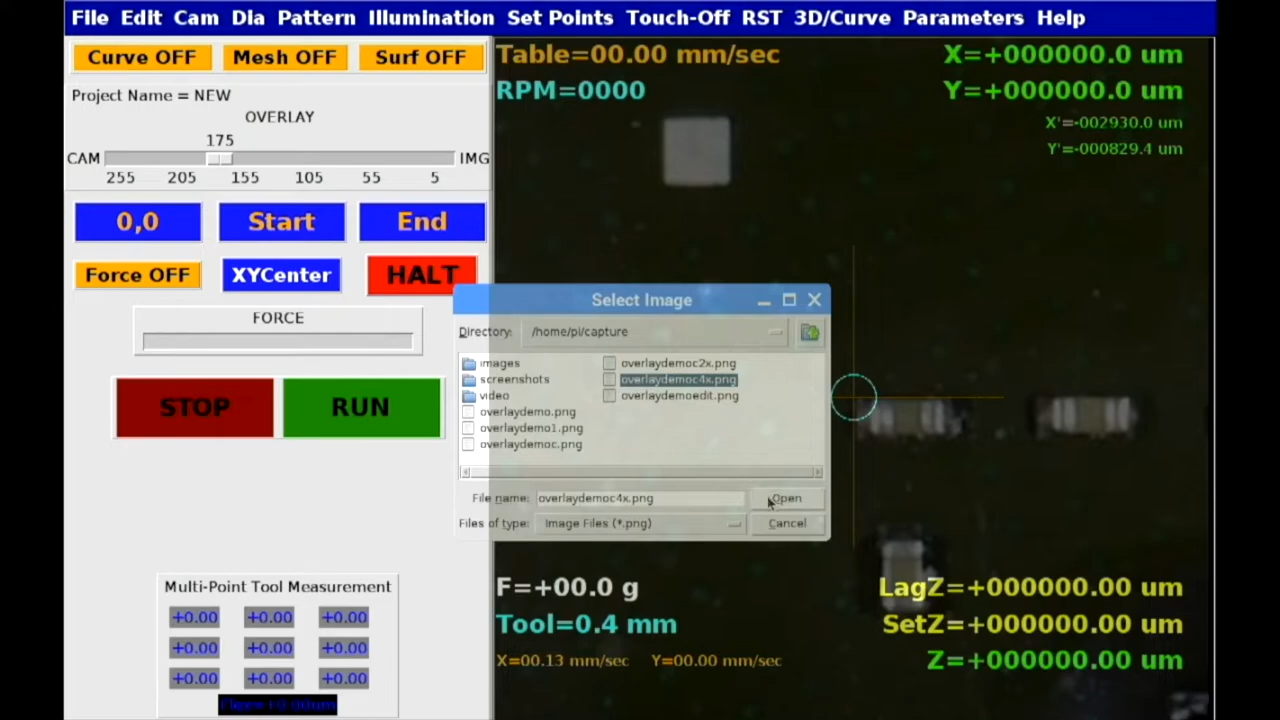 File Edit Cam Dia Pattern Illumination Set Points Touch-Off RST 3D/Curve Parameters Help
Curve OFF Mesh OFF Surf OFF
Project Name = NEW
OVERLAY
175
CAM IMG
255 205 155 105 55 5
0,0 Start End
Force OFF XYCenter HALT
FORCE
STOP RUN
Multi-Point Tool Measurement
+0.00 +0.00 +0.00
+0.00 +0.00 +0.00
+0.00 +0.00 +0.00
Table=00.00 mm/sec
RPM=0000
X=+000000.0 um
Y=+000000.0 um
X'=-002930.0 um
Y'=-000829.4 um
Select Image
Directory: /home/pi/capture
images
screenshots
video
overlaydemo.png
overlaydemo1.png
overlaydemoc.png
overlaydemoc2x.png
overlaydemoc4x.png
overlaydemoedit.png
File name: overlaydemoc4x.png Open
Files of type: Image Files (*.png) Cancel
F=+00.0 g
Tool=0.4 mm
X=00.13 mm/sec Y=00.00 mm/sec
LagZ=+000000.00 um
SetZ=+000000.00 um
Z=+000000.00 um